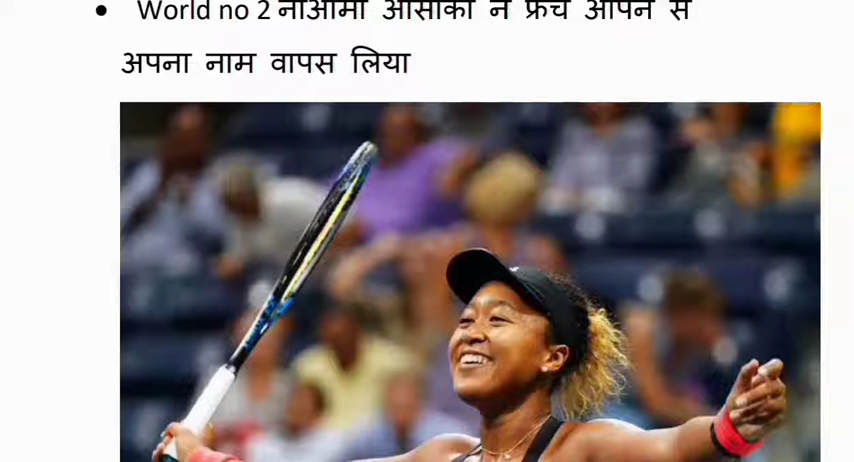 • World no 2 नाओमी ओसाका ने फ्रेंच ओपन से
अपना नाम वापस लिया